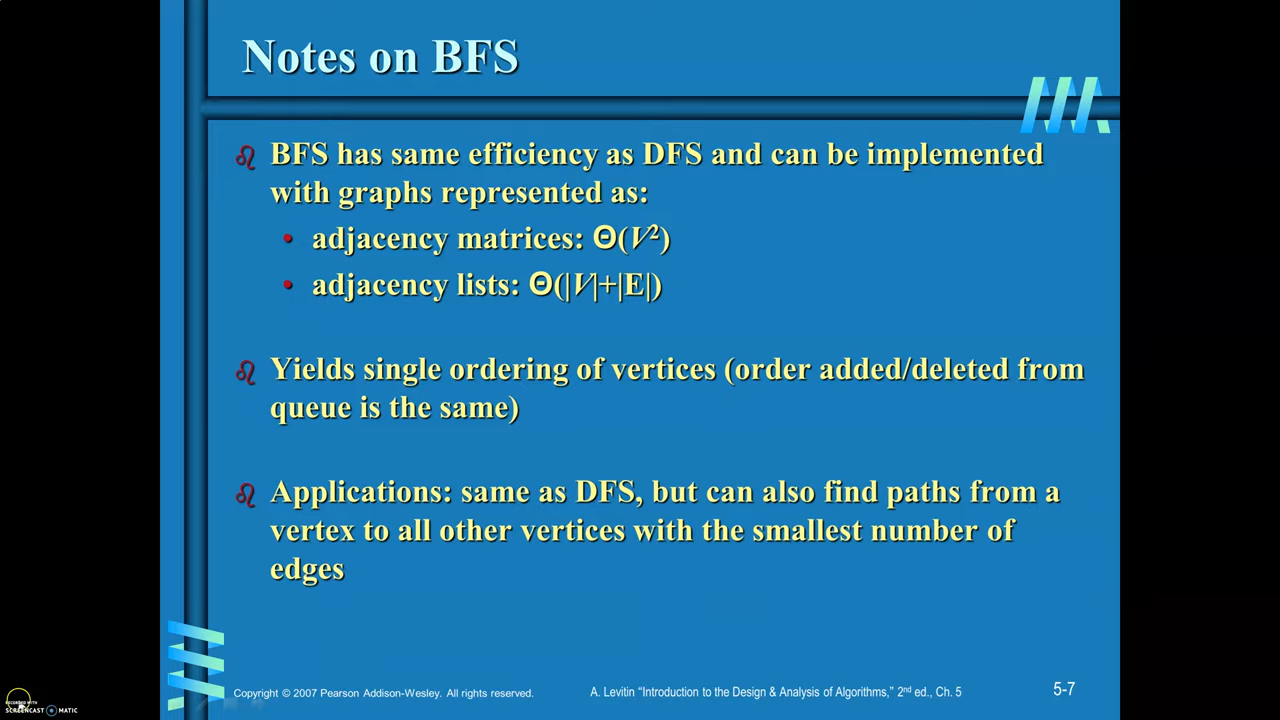 Notes on BFS
BFS has same efficiency as DFS and can be implemented
with graphs represented as:
• adjacency matrices: Θ(V²)
• adjacency lists: Θ(|V|+|E|)
Yields single ordering of vertices (order added/deleted from
queue is the same)
Applications: same as DFS, but can also find paths from a
vertex to all other vertices with the smallest number of
edges
Copyright © 2007 Pearson Addison-Wesley. All rights reserved.
A. Levitin “Introduction to the Design & Analysis of Algorithms,” 2nd ed., Ch. 5
5-7
RECORDED WITH
SCREENCAST MATIC